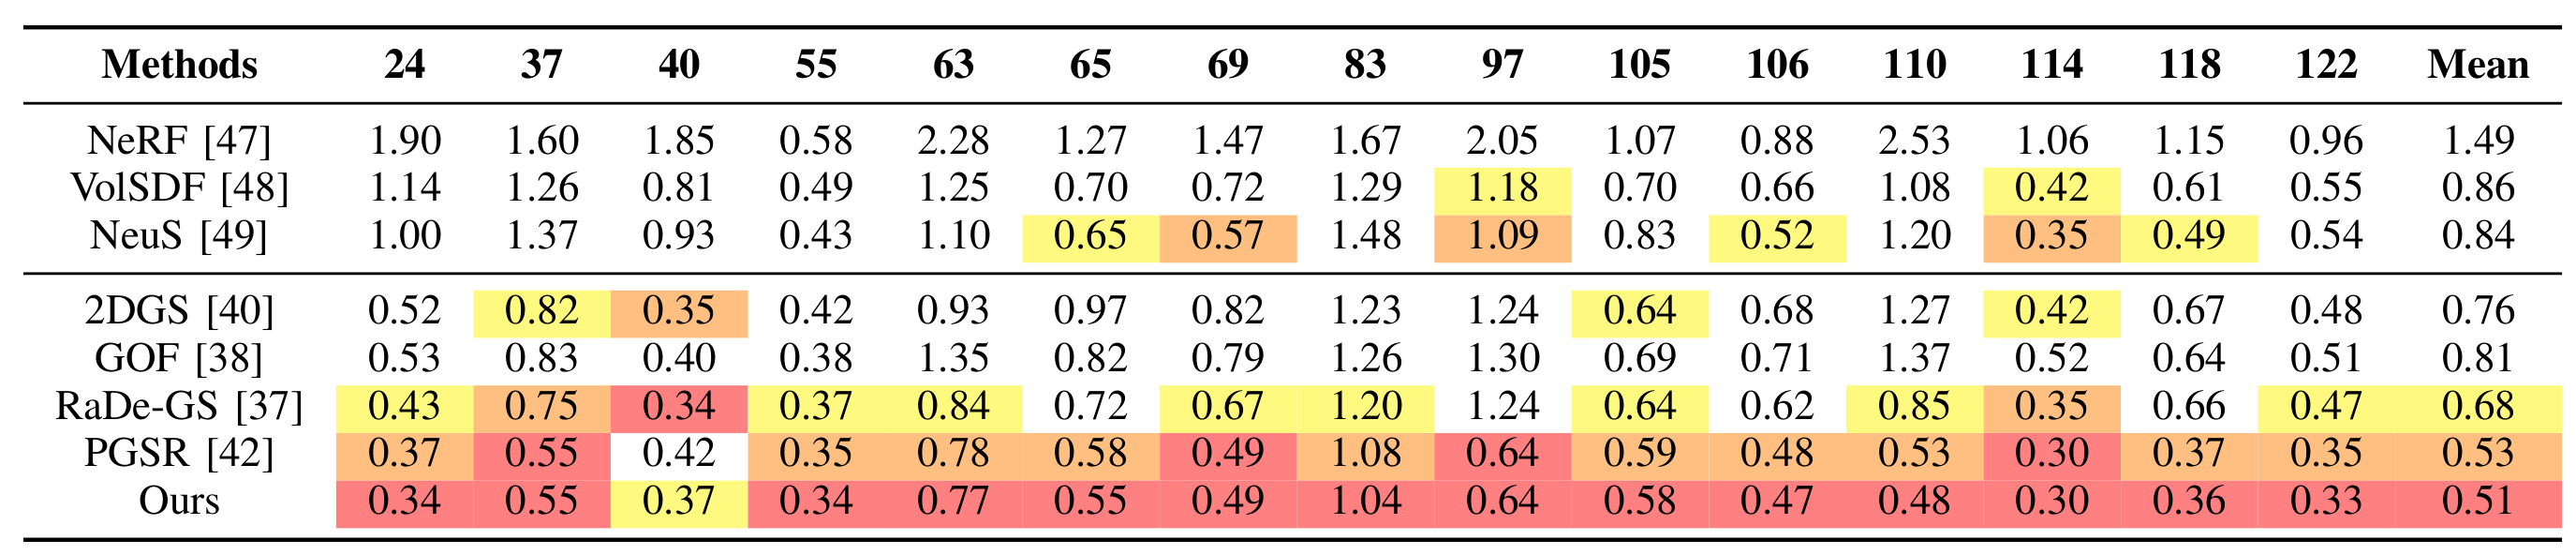 Methods 24 37 40 55 63 65 69 83 97 105 106 110 114 118 122 Mean
NeRF [47] 1.90 1.60 1.85 0.58 2.28 1.27 1.47 1.67 2.05 1.07 0.88 2.53 1.06 1.15 0.96 1.49
VolSDF [48] 1.14 1.26 0.81 0.49 1.25 0.70 0.72 1.29 1.18 0.70 0.66 1.08 0.42 0.61 0.55 0.86
NeuS [49] 1.00 1.37 0.93 0.43 1.10 0.65 0.57 1.48 1.09 0.83 0.52 1.20 0.35 0.49 0.54 0.84
2DGS [40] 0.52 0.82 0.35 0.42 0.93 0.97 0.82 1.23 1.24 0.64 0.68 1.27 0.42 0.67 0.48 0.76
GOF [38] 0.53 0.83 0.40 0.38 1.35 0.82 0.79 1.26 1.30 0.69 0.71 1.37 0.52 0.64 0.51 0.81
RaDe-GS [37] 0.43 0.75 0.34 0.37 0.84 0.72 0.67 1.20 1.24 0.64 0.62 0.85 0.35 0.66 0.47 0.68
PGSR [42] 0.37 0.55 0.42 0.35 0.78 0.58 0.49 1.08 0.64 0.59 0.48 0.53 0.30 0.37 0.35 0.53
Ours 0.34 0.55 0.37 0.34 0.77 0.55 0.49 1.04 0.64 0.58 0.47 0.48 0.30 0.36 0.33 0.51